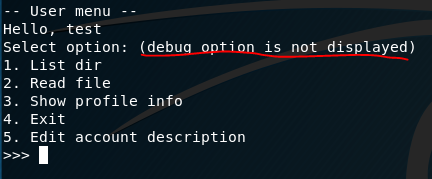 -- User menu --
Hello, test
Select option: (debug option is not displayed)
1. List dir
2. Read file
3. Show profile info
4. Exit
5. Edit account description
>>>